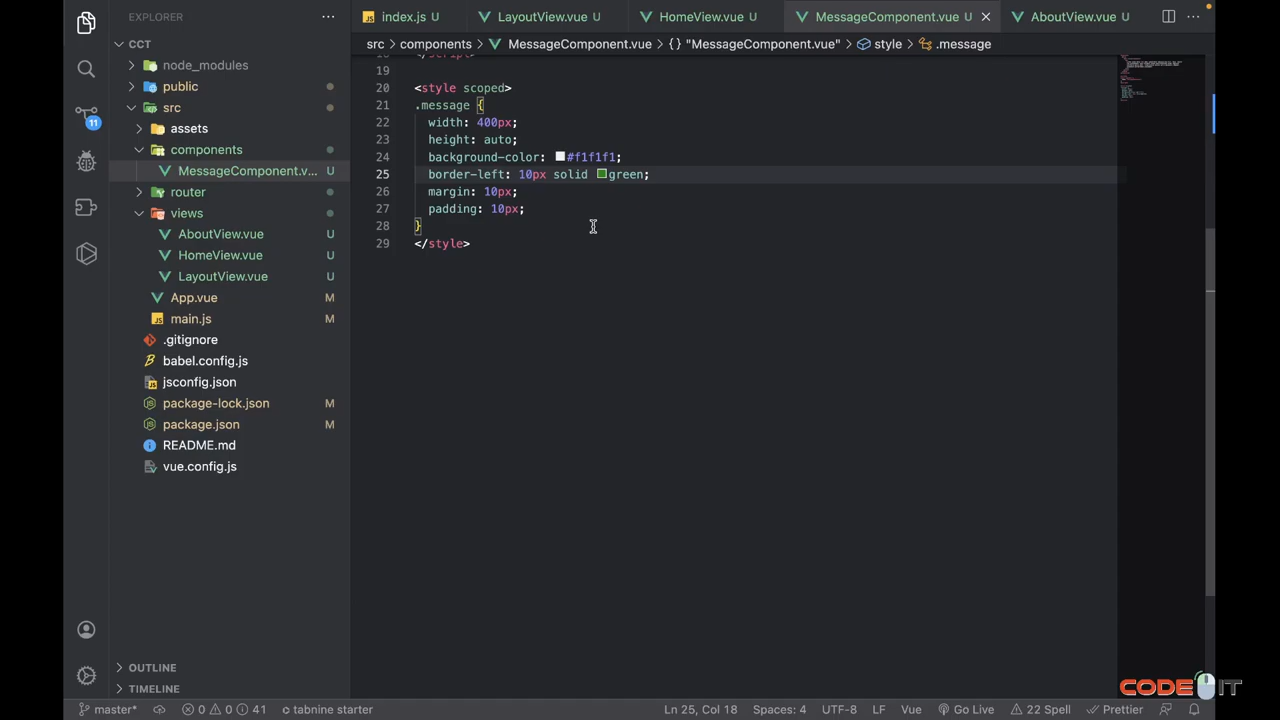 EXPLORER
index.js U
LayoutView.vue U
HomeView.vue U
MessageComponent.vue U
AboutView.vue U
src > components > MessageComponent.vue > {} "MessageComponent.vue" > style > .message
CCT
node_modules
public
src
assets
components
MessageComponent.v... U
router
views
AboutView.vue U
HomeView.vue U
LayoutView.vue U
App.vue M
main.js M
.gitignore
babel.config.js
jsconfig.json
package-lock.json M
package.json M
README.md
vue.config.js
OUTLINE
TIMELINE
11
18 </script>
19
20 <style scoped>
21 .message {
22 width: 400px;
23 height: auto;
24 background-color: #f1f1f1;
25 border-left: 10px solid green;
26 margin: 10px;
27 padding: 10px;
28 }
29 </style>
CODE IT
master* 0 0 41 tabnine starter Ln 25, Col 18 Spaces: 4 UTF-8 LF Vue Go Live 22 Spell Prettier